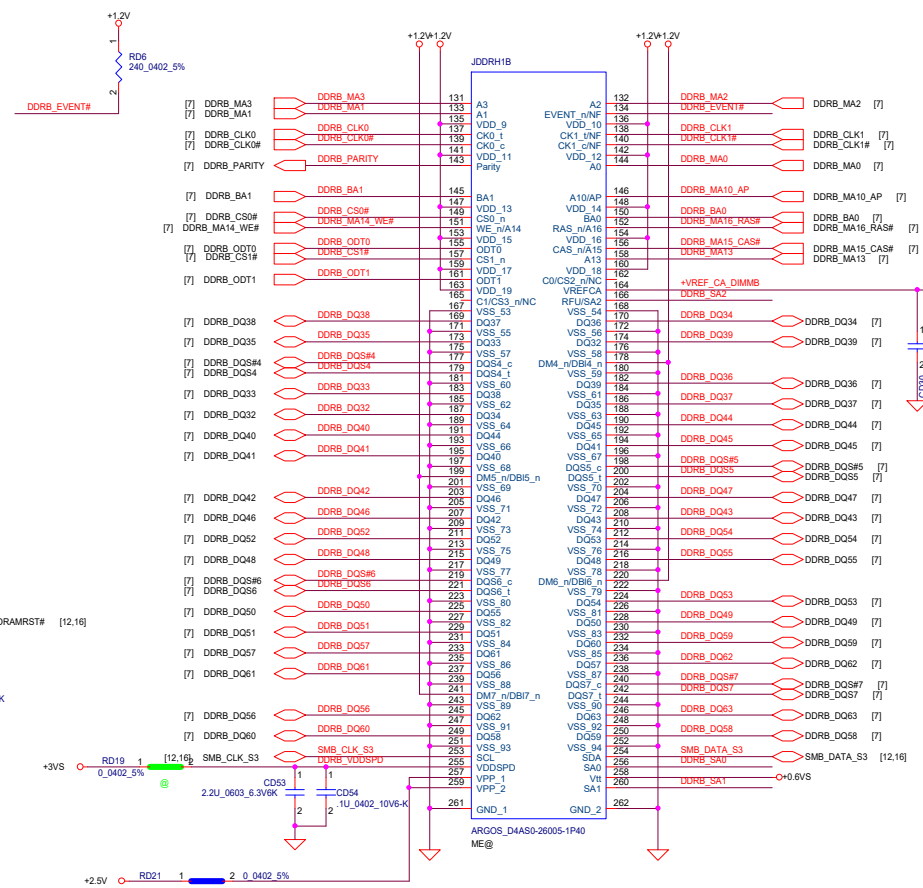 +1.2V
1
RD6
240_0402_5%
2
DDRB_EVENT#
+1.2V +1.2V
+1.2V +1.2V
JDDRH1B
[7] DDRB_MA3 DDRB_MA3 131 A3 A2 132 DDRB_MA2 DDRB_MA2 [7]
[7] DDRB_MA1 DDRB_MA1 133 A1 EVENT_n/NF 134 DDRB_EVENT#
135 VDD_9 VDD_10 136
[7] DDRB_CLK0 DDRB_CLK0 137 CK0_t CK1_t/NF 138 DDRB_CLK1 DDRB_CLK1 [7]
[7] DDRB_CLK0# DDRB_CLK0# 139 CK0_c CK1_c/NF 140 DDRB_CLK1# DDRB_CLK1# [7]
141 VDD_11 VDD_12 142
[7] DDRB_PARITY DDRB_PARITY 143 Parity A0 144 DDRB_MA0 DDRB_MA0 [7]
[7] DDRB_BA1 DDRB_BA1 145 BA1 A10/AP 146 DDRB_MA10_AP DDRB_MA10_AP [7]
147 VDD_13 VDD_14 148
[7] DDRB_CS0# DDRB_CS0# 149 CS0_n BA0 150 DDRB_BA0 DDRB_BA0 [7]
[7] DDRB_MA14_WE# DDRB_MA14_WE# 151 WE_n/A14 RAS_n/A16 152 DDRB_MA16_RAS# DDRB_MA16_RAS# [7]
153 VDD_15 VDD_16 154
[7] DDRB_ODT0 DDRB_ODT0 155 ODT0 CAS_n/A15 156 DDRB_MA15_CAS# DDRB_MA15_CAS# [7]
[7] DDRB_CS1# DDRB_CS1# 157 CS1_n A13 158 DDRB_MA13 DDRB_MA13 [7]
159 VDD_17 VDD_18 160
[7] DDRB_ODT1 DDRB_ODT1 161 ODT1 C0/CS2_n/NC 162
163 VDD_19 VREFCA 164 +VREF_CA_DIMMB
165 C1/CS3_n/NC RFU/SA2 166 DDRB_SA2
167 VSS_53 VSS_54 168
[7] DDRB_DQ38 DDRB_DQ38 169 DQ37 DQ36 170 DDRB_DQ34 DDRB_DQ34 [7]
171 VSS_55 VSS_56 172
[7] DDRB_DQ35 DDRB_DQ35 173 DQ33 DQ32 174 DDRB_DQ39 DDRB_DQ39 [7]
175 VSS_57 VSS_58 176
[7] DDRB_DQS#4 DDRB_DQS#4 177 DQS4_c DM4_n/DBI4_n 178
[7] DDRB_DQS4 DDRB_DQS4 179 DQS4_t VSS_59 180
181 VSS_60 DQ39 182 DDRB_DQ36 DDRB_DQ36 [7]
[7] DDRB_DQ33 DDRB_DQ33 183 DQ38 VSS_61 184
185 VSS_62 DQ35 186 DDRB_DQ37 DDRB_DQ37 [7]
[7] DDRB_DQ32 DDRB_DQ32 187 DQ34 VSS_63 188
189 VSS_64 DQ45 190 DDRB_DQ44 DDRB_DQ44 [7]
[7] DDRB_DQ40 DDRB_DQ40 191 DQ44 VSS_65 192
193 VSS_66 DQ41 194 DDRB_DQ45 DDRB_DQ45 [7]
[7] DDRB_DQ41 DDRB_DQ41 195 DQ40 VSS_67 196
197 VSS_68 DQS5_c 198 DDRB_DQS#5 DDRB_DQS#5 [7]
199 DM5_n/DBI5_n DQS5_t 200 DDRB_DQS5 DDRB_DQS5 [7]
201 VSS_69 VSS_70 202
[7] DDRB_DQ42 DDRB_DQ42 203 DQ46 DQ47 204 DDRB_DQ47 DDRB_DQ47 [7]
205 VSS_71 VSS_72 206
[7] DDRB_DQ46 DDRB_DQ46 207 DQ42 DQ43 208 DDRB_DQ43 DDRB_DQ43 [7]
209 VSS_73 VSS_74 210
[7] DDRB_DQ52 DDRB_DQ52 211 DQ52 DQ53 212 DDRB_DQ54 DDRB_DQ54 [7]
213 VSS_75 VSS_76 214
[7] DDRB_DQ48 DDRB_DQ48 215 DQ49 DQ48 216 DDRB_DQ55 DDRB_DQ55 [7]
217 VSS_77 VSS_78 218
[7] DDRB_DQS#6 DDRB_DQS#6 219 DQS6_c DM6_n/DBI6_n 220
[7] DDRB_DQS6 DDRB_DQS6 221 DQS6_t VSS_79 222
223 VSS_80 DQ54 224 DDRB_DQ53 DDRB_DQ53 [7]
[7] DDRB_DQ50 DDRB_DQ50 225 DQ55 VSS_81 226
DRAMRST# [12,16] 227 VSS_82 DQ50 228 DDRB_DQ49 DDRB_DQ49 [7]
[7] DDRB_DQ51 DDRB_DQ51 229 DQ51 VSS_83 230
231 VSS_84 DQ60 232 DDRB_DQ59 DDRB_DQ59 [7]
[7] DDRB_DQ57 DDRB_DQ57 233 DQ61 VSS_85 234
235 VSS_86 DQ57 236 DDRB_DQ62 DDRB_DQ62 [7]
[7] DDRB_DQ61 DDRB_DQ61 237 DQ56 VSS_87 238
239 VSS_88 DQS7_c 240 DDRB_DQS#7 DDRB_DQS#7 [7]
241 DM7_n/DBI7_n DQS7_t 242 DDRB_DQS7 DDRB_DQS7 [7]
K 243 VSS_89 VSS_90 244
[7] DDRB_DQ56 DDRB_DQ56 245 DQ62 DQ63 246 DDRB_DQ63 DDRB_DQ63 [7]
247 VSS_91 VSS_92 248
[7] DDRB_DQ60 DDRB_DQ60 249 DQ58 DQ59 250 DDRB_DQ58 DDRB_DQ58 [7]
251 VSS_93 VSS_94 252
[12,16] SMB_CLK_S3 SMB_CLK_S3 253 SCL SDA 254 SMB_DATA_S3 SMB_DATA_S3 [12,16]
+3VS RD19 1 2 DDRB_VDDSPD 255 VDDSPD SA0 256 DDRB_SA0
0_0402_5%
257 VPP_1 Vtt 258 +0.6VS
259 VPP_2 SA1 260 DDRB_SA1
@
1 CD53 2.2U_0603_6.3V6K 2
1 CD54 .1U_0402_10V6-K 2
261 GND_1 GND_2 262
ARGOS_D4AS0-26005-1P40
ME@
+2.5V RD21 1 2 0_0402_5%
1
2